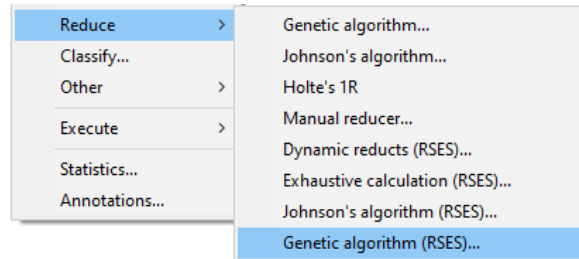 Reduce
Classify...
Other
Execute
Statistics...
Annotations...
Genetic algorithm...
Johnson's algorithm...
Holte's 1R
Manual reducer...
Dynamic reducts (RSES)...
Exhaustive calculation (RSES)...
Johnson's algorithm (RSES)...
Genetic algorithm (RSES)...